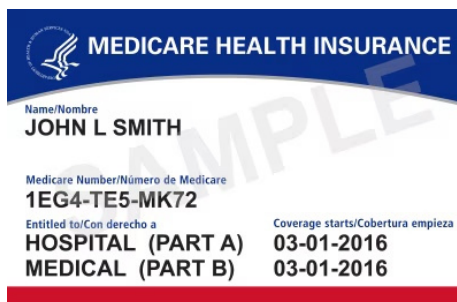 MEDICARE HEALTH INSURANCE
Name/Nombre
JOHN L SMITH
SAMPLE
Medicare Number/Número de Medicare
1EG4-TE5-MK72
Entitled to/Con derecho a Coverage starts/Cobertura empieza
HOSPITAL (PART A) 03-01-2016
MEDICAL (PART B) 03-01-2016